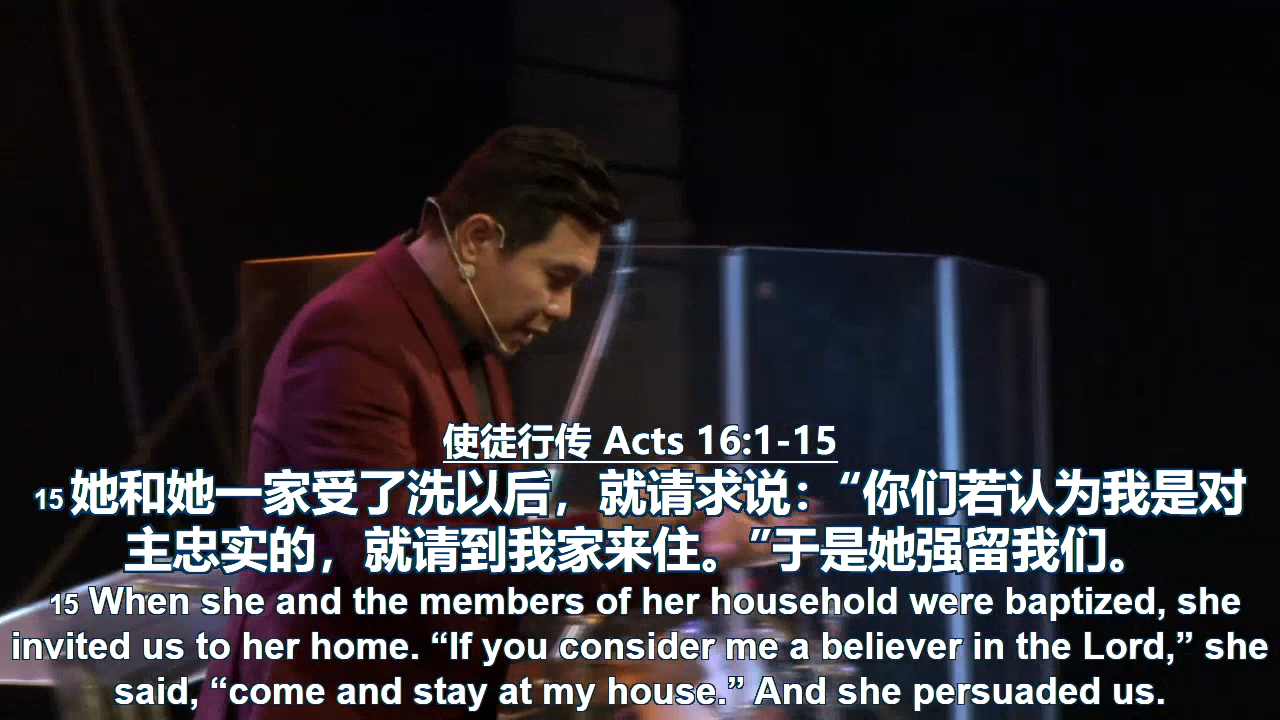 使徒行传 Acts 16:1-15
15 她和她一家受了洗以后，就请求说：“你们若认为我是对
主忠实的，就请到我家来住。”于是她强留我们。
15 When she and the members of her household were baptized, she
invited us to her home. “If you consider me a believer in the Lord,” she
said, “come and stay at my house.” And she persuaded us.